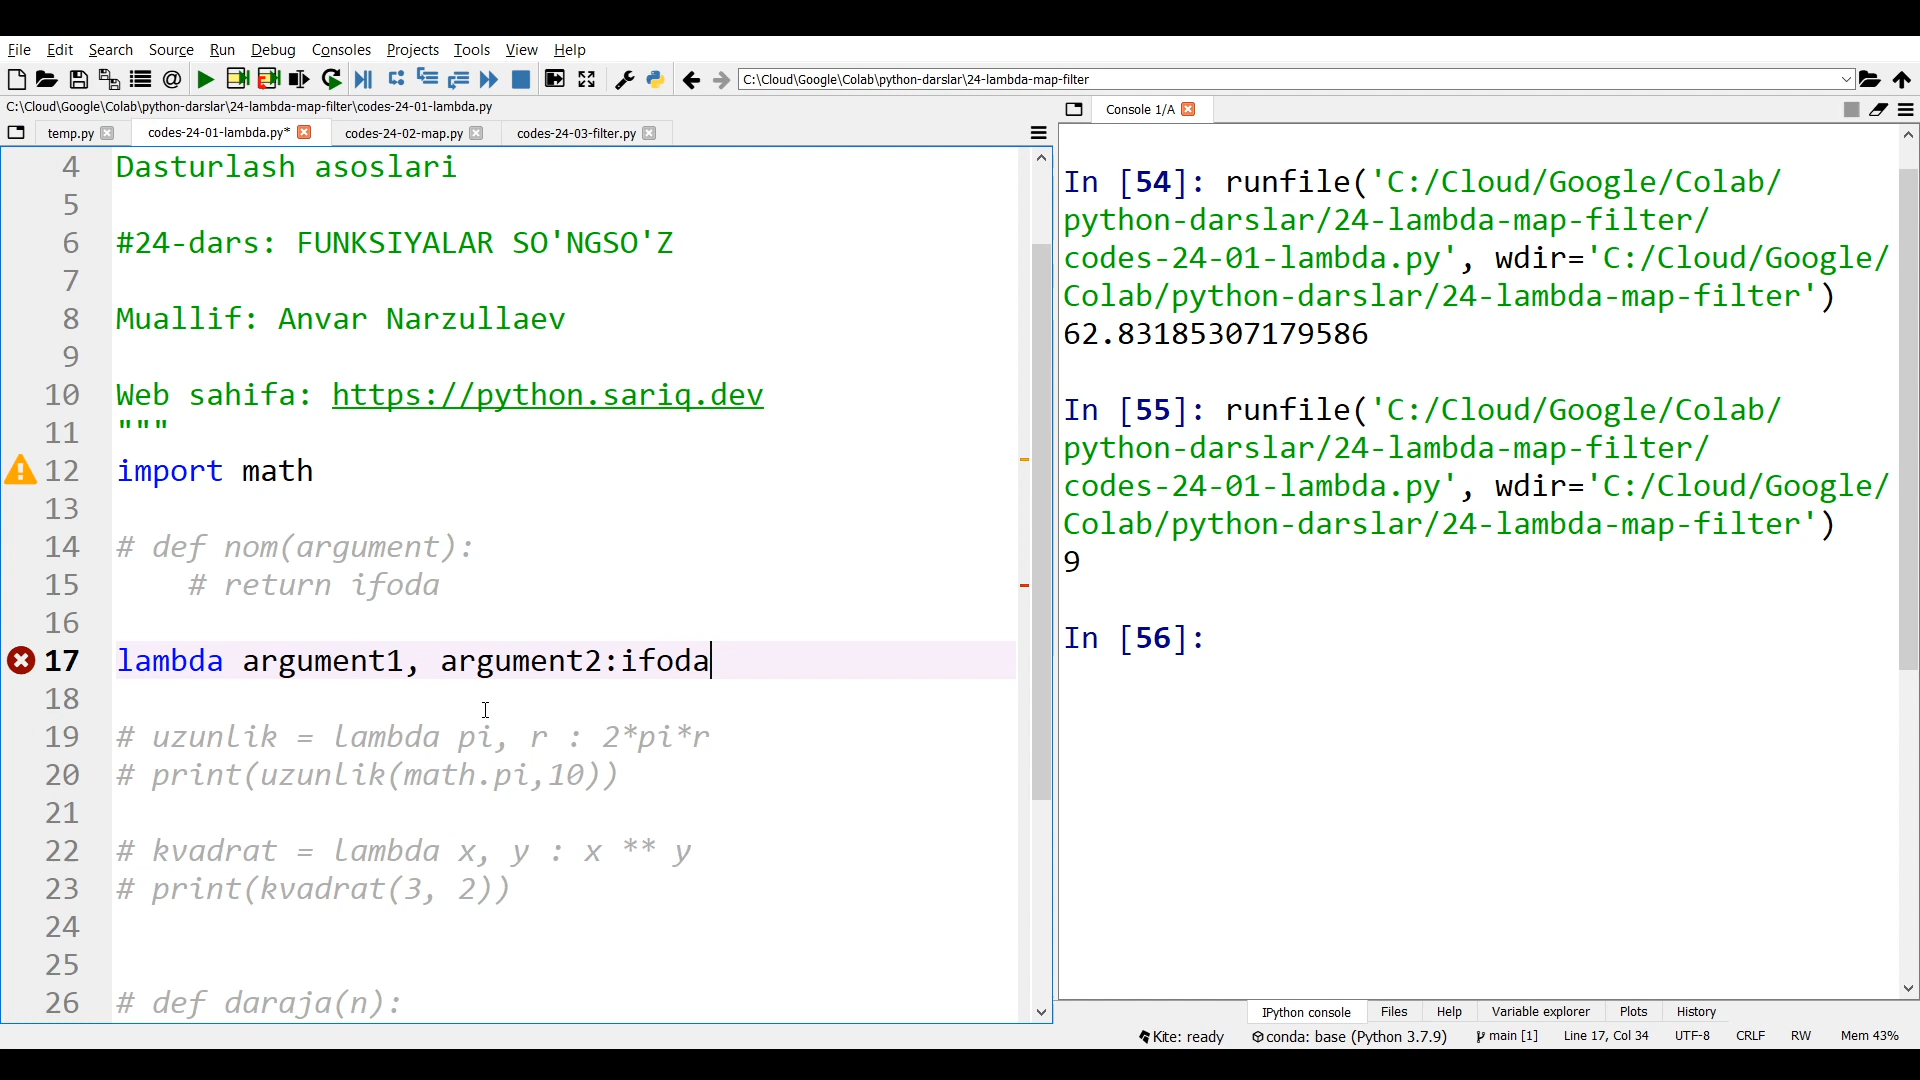 File Edit Search Source Run Debug Consoles Projects Tools View Help
C:\Cloud\Google\Colab\python-darslar\24-lambda-map-filter
C:\Cloud\Google\Colab\python-darslar\24-lambda-map-filter\codes-24-01-lambda.py
temp.py codes-24-01-lambda.py* codes-24-02-map.py codes-24-03-filter.py
4 Dasturlash asoslari
5
6 #24-dars: FUNKSIYALAR SO'NGSO'Z
7
8 Muallif: Anvar Narzullaev
9
10 Web sahifa: https://python.sariq.dev
11 """
12 import math
13
14 # def nom(argument):
15     # return ifoda
16
17 lambda argument1, argument2:ifoda
18
19 # uzunlik = lambda pi, r : 2*pi*r
20 # print(uzunlik(math.pi,10))
21
22 # kvadrat = lambda x, y : x ** y
23 # print(kvadrat(3, 2))
24
25
26 # def daraja(n):
Console 1/A
In [54]: runfile('C:/Cloud/Google/Colab/
python-darslar/24-lambda-map-filter/
codes-24-01-lambda.py', wdir='C:/Cloud/Google/
Colab/python-darslar/24-lambda-map-filter')
62.83185307179586
In [55]: runfile('C:/Cloud/Google/Colab/
python-darslar/24-lambda-map-filter/
codes-24-01-lambda.py', wdir='C:/Cloud/Google/
Colab/python-darslar/24-lambda-map-filter')
9
In [56]:
IPython console Files Help Variable explorer Plots History
Kite: ready conda: base (Python 3.7.9) main [1] Line 17, Col 34 UTF-8 CRLF RW Mem 43%